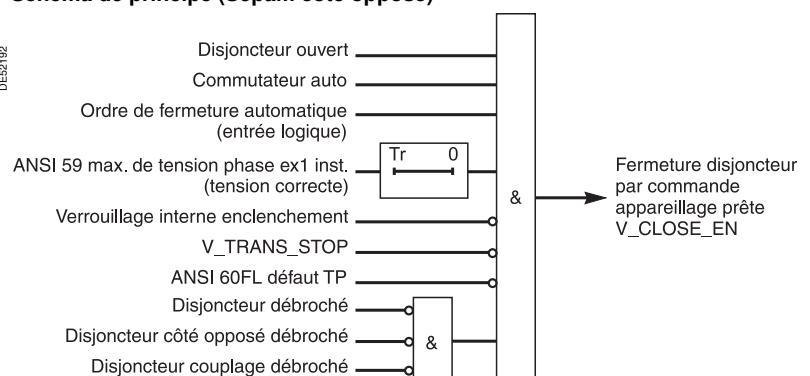 Schéma de principe (Sepam côté opposé)
DE52192
Disjoncteur ouvert
Commutateur auto
Ordre de fermeture automatique
(entrée logique)
ANSI 59 max. de tension phase ex1 inst.
(tension correcte)
Tr 0
Verrouillage interne enclenchement
V_TRANS_STOP
ANSI 60FL défaut TP
Disjoncteur débroché
Disjoncteur côté opposé débroché
Disjoncteur couplage débroché
&
&
Fermeture disjoncteur
par commande
appareillage prête
V_CLOSE_EN